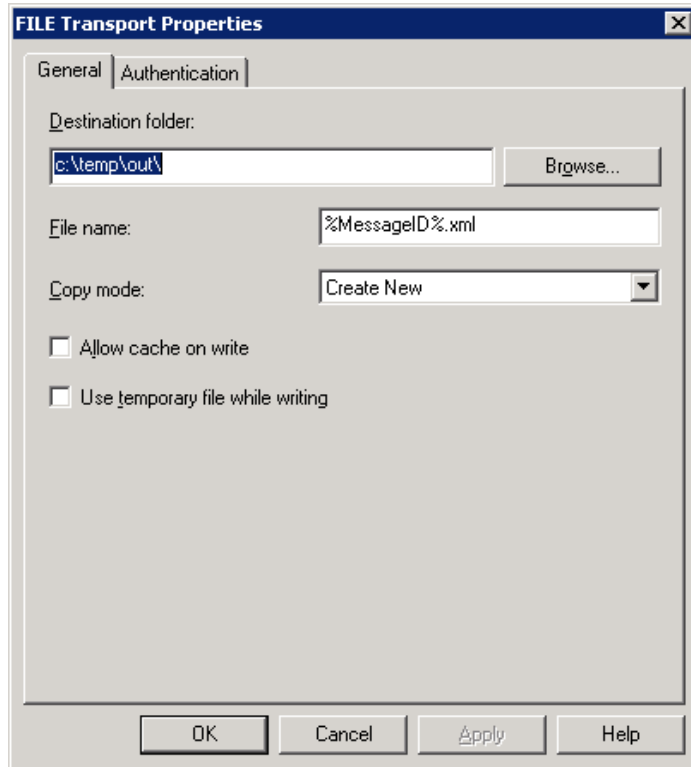 FILE Transport Properties
General Authentication
Destination folder:
c:\temp\out\ Browse...
File name: %MessageID%.xml
Copy mode: Create New
Allow cache on write
Use temporary file while writing
OK Cancel Apply Help